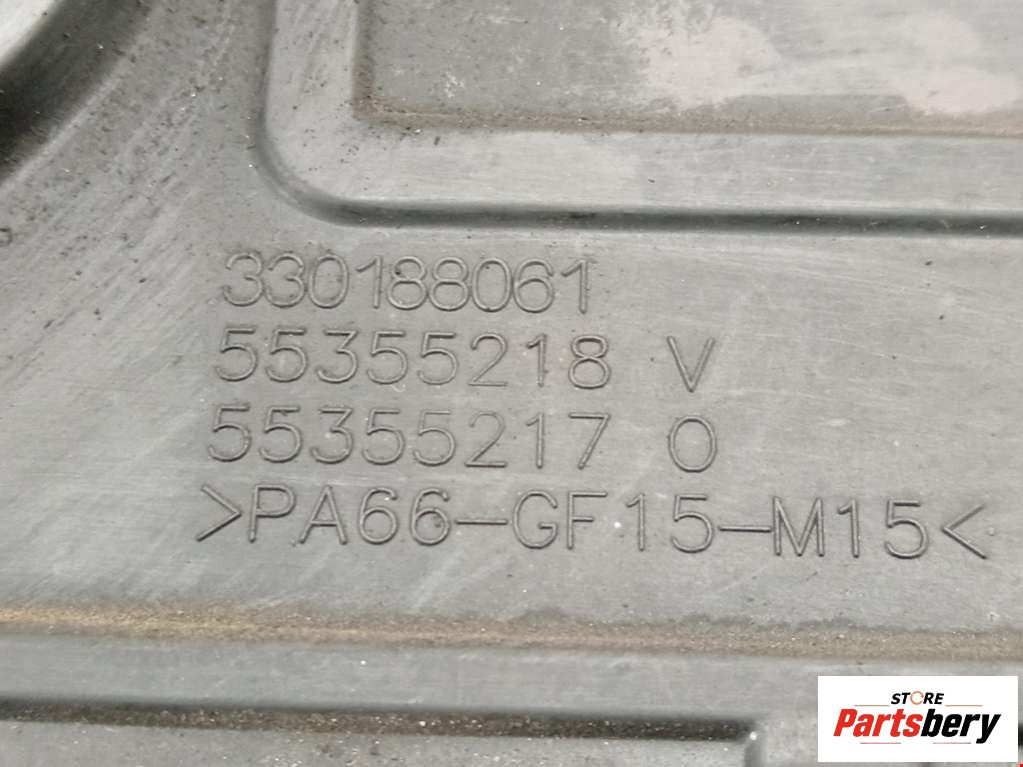 330188061
55355218 V
55355217 O
>PA66-GF15-M15<
STORE
Partsbery